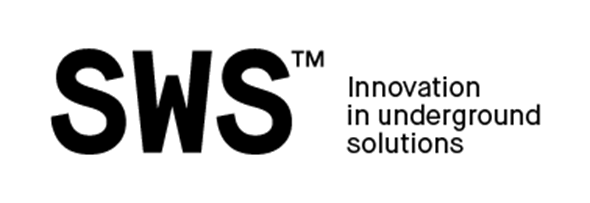 SWS™
Innovation
in underground
solutions